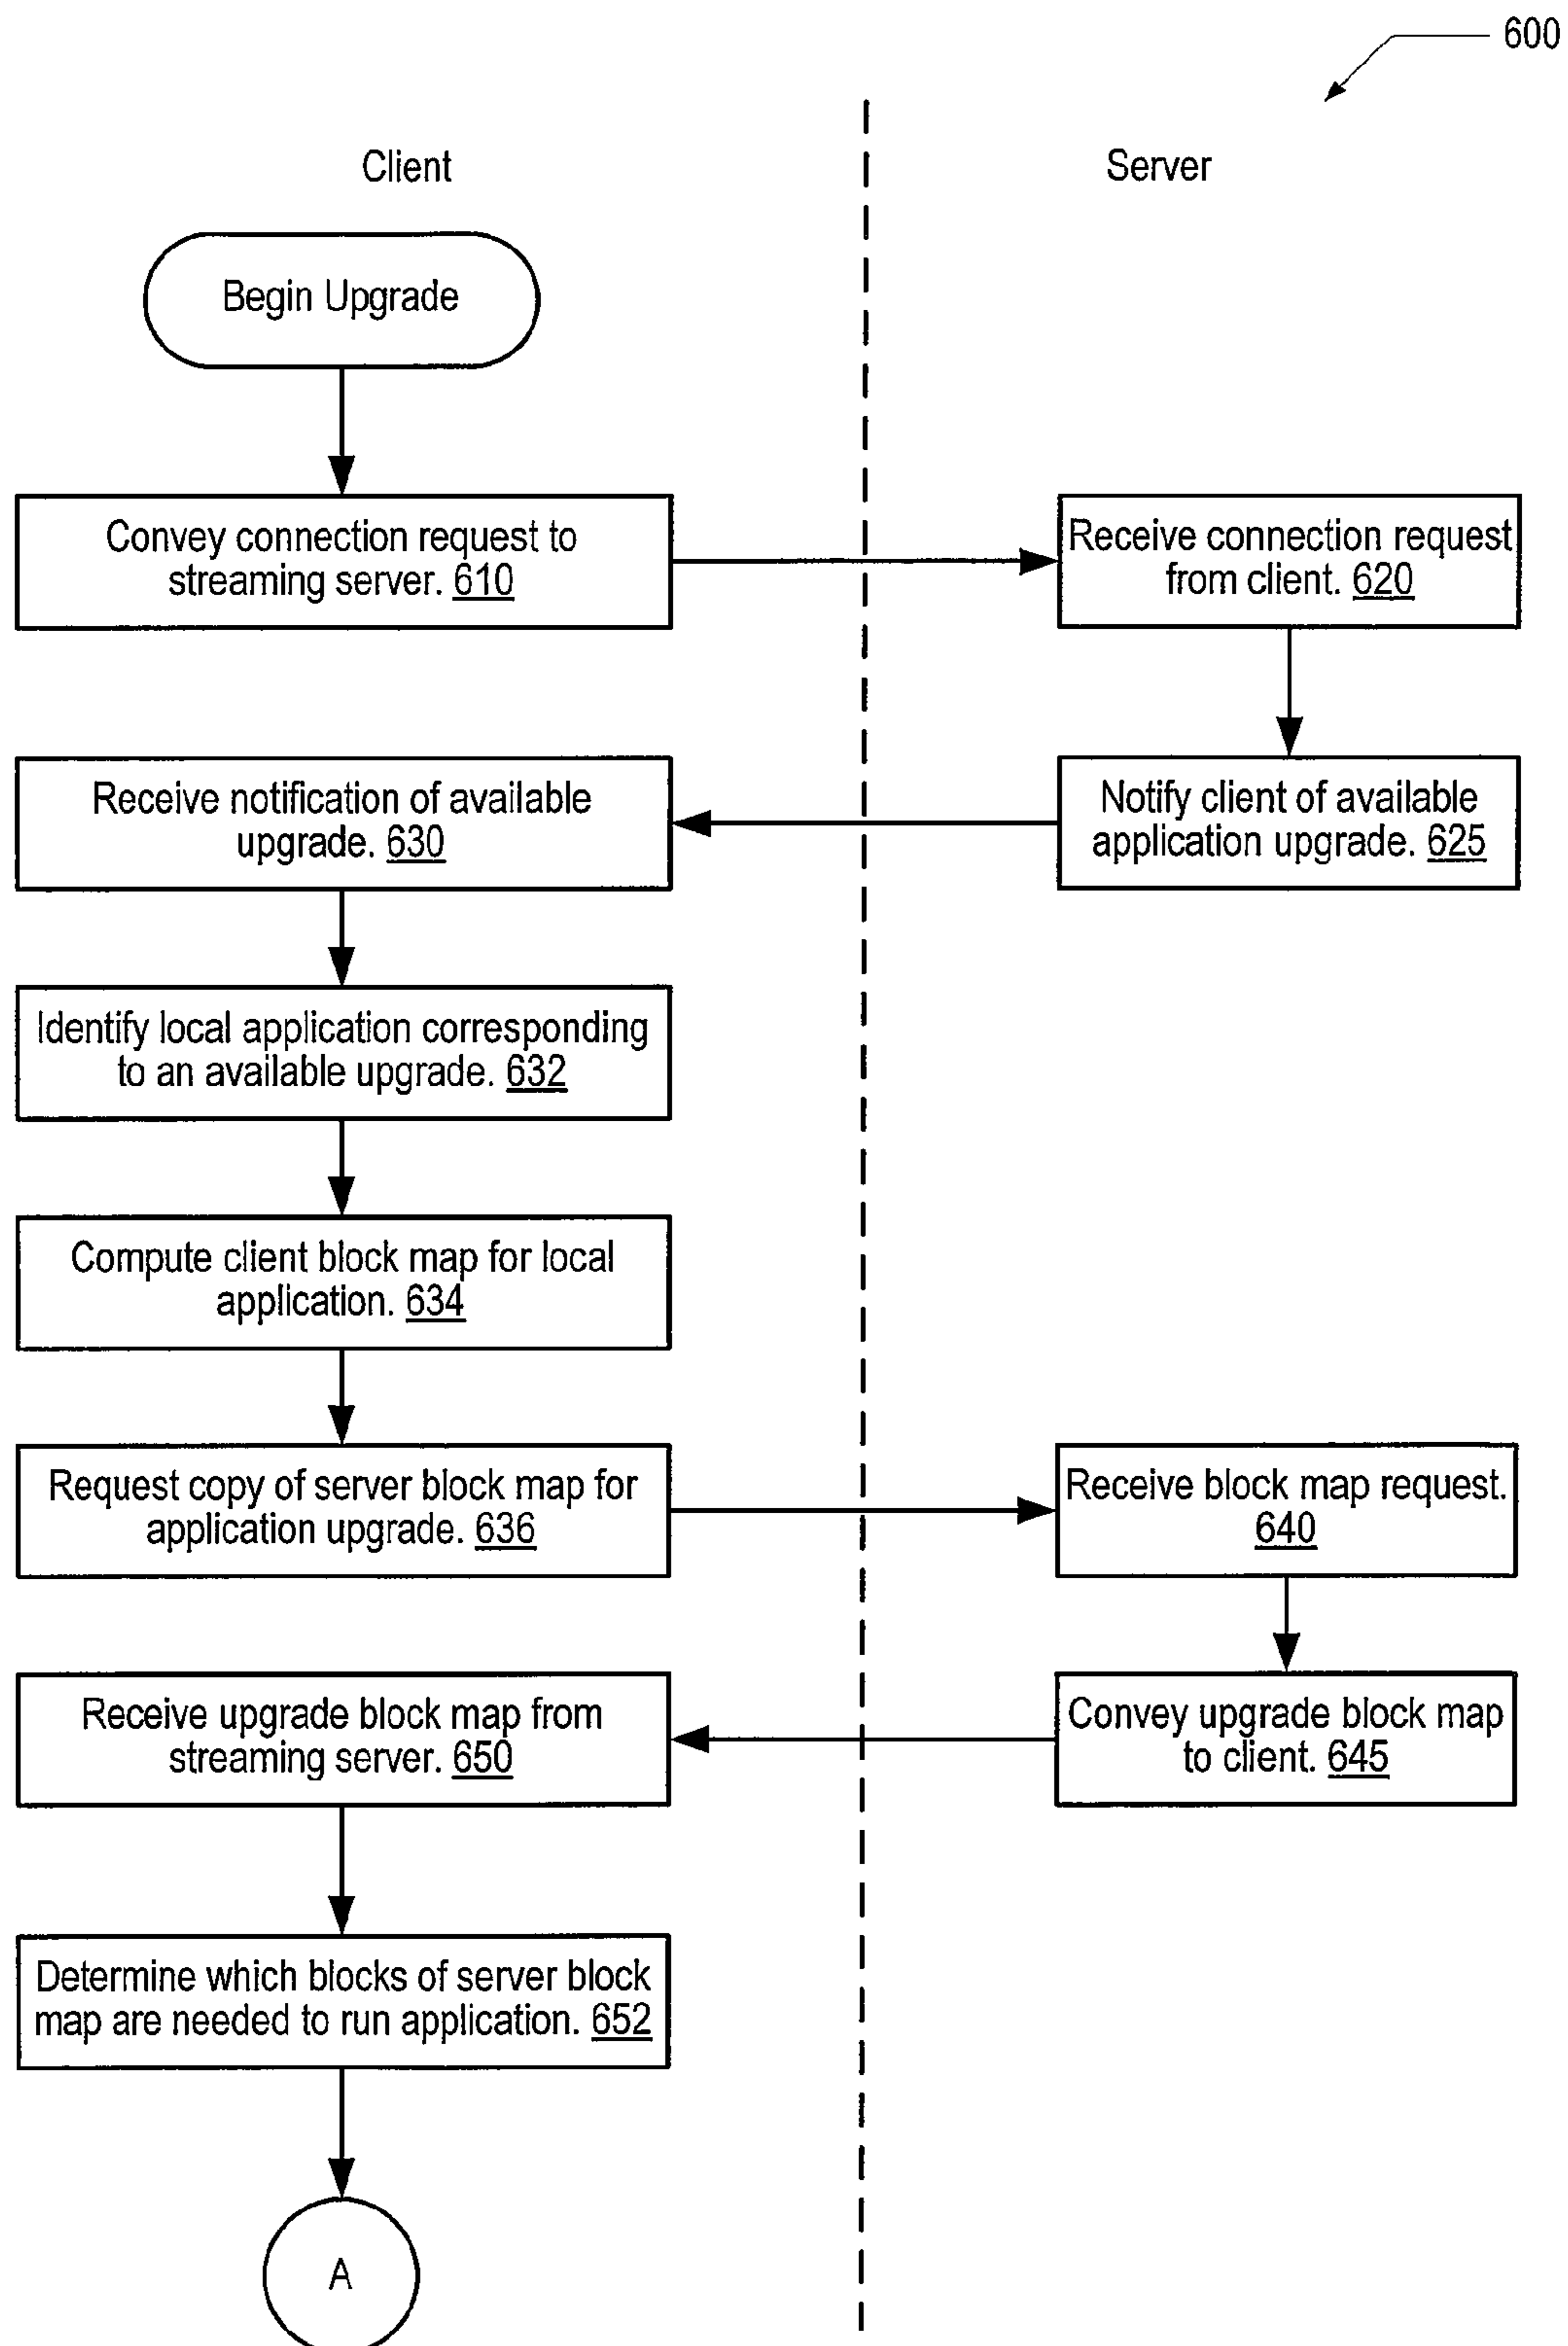 600
Client
Server
Begin Upgrade
Convey connection request to
streaming server. 610
Receive connection request
from client. 620
Receive notification of available
upgrade. 630
Notify client of available
application upgrade. 625
Identify local application corresponding
to an available upgrade. 632
Compute client block map for local
application. 634
Request copy of server block map for
application upgrade. 636
Receive block map request.
640
Receive upgrade block map from
streaming server. 650
Convey upgrade block map
to client. 645
Determine which blocks of server block
map are needed to run application. 652
A